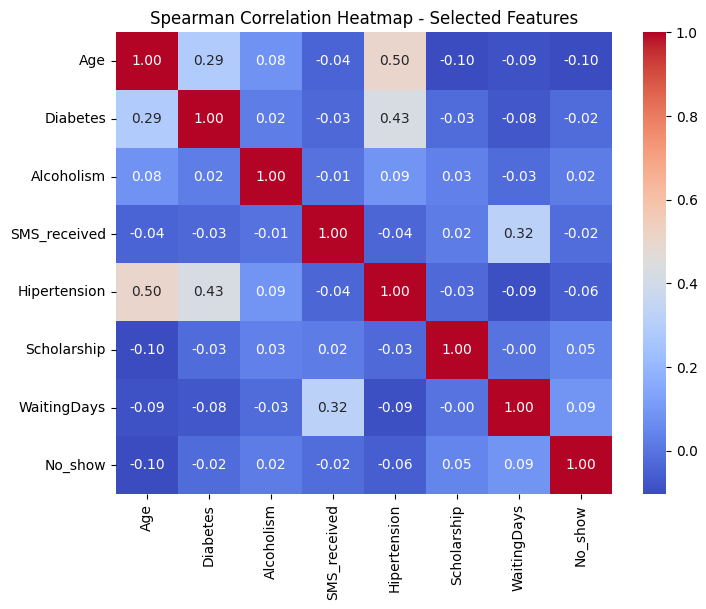 Spearman Correlation Heatmap - Selected Features
Age 1.00 0.29 0.08 -0.04 0.50 -0.10 -0.09 -0.10
Diabetes 0.29 1.00 0.02 -0.03 0.43 -0.03 -0.08 -0.02
Alcoholism 0.08 0.02 1.00 -0.01 0.09 0.03 -0.03 0.02
SMS_received -0.04 -0.03 -0.01 1.00 -0.04 0.02 0.32 -0.02
Hipertension 0.50 0.43 0.09 -0.04 1.00 -0.03 -0.09 -0.06
Scholarship -0.10 -0.03 0.03 0.02 -0.03 1.00 -0.00 0.05
WaitingDays -0.09 -0.08 -0.03 0.32 -0.09 -0.00 1.00 0.09
No_show -0.10 -0.02 0.02 -0.02 -0.06 0.05 0.09 1.00
Age
Diabetes
Alcoholism
SMS_received
Hipertension
Scholarship
WaitingDays
No_show
1.0
0.8
0.6
0.4
0.2
0.0